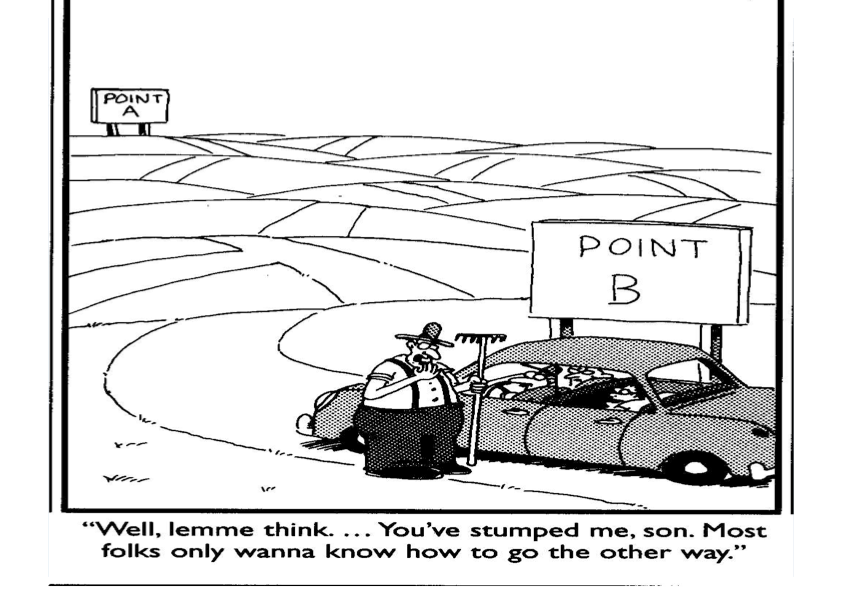 POINT
A
POINT
B
“Well, lemme think. ... You’ve stumped me, son. Most
folks only wanna know how to go the other way.”